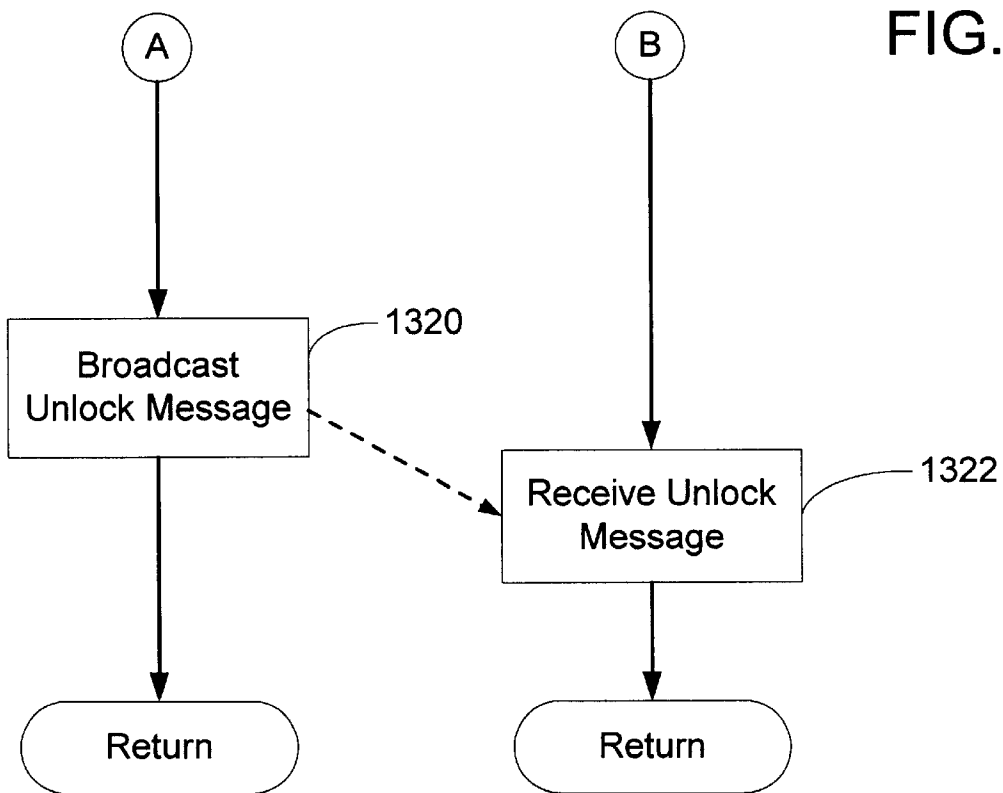 A
B
FIG.
Broadcast
Unlock Message
1320
Receive Unlock
Message
1322
Return
Return